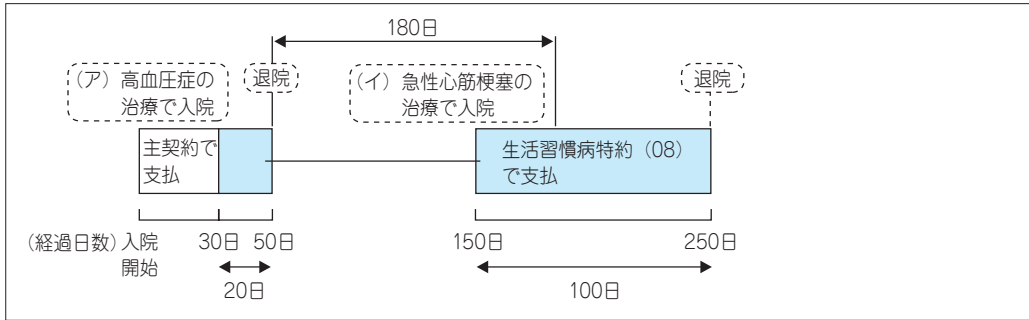 180日
(ア) 高血圧症の
治療で入院
退院
(イ) 急性心筋梗塞の
治療で入院
退院
主契約で
支払
生活習慣病特約(08)
で支払
(経過日数) 入院
開始
30日
50日
150日
250日
20日
100日